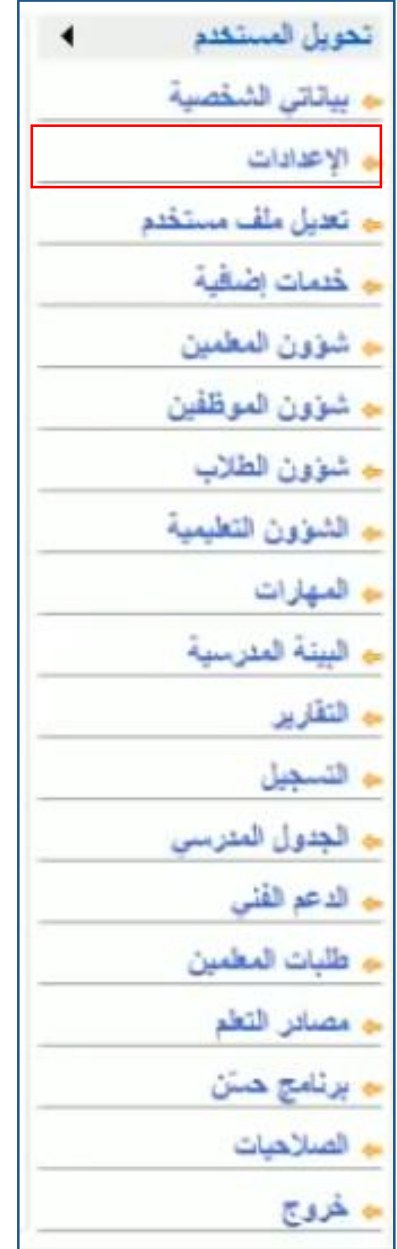 تحويل المستخدم
بياناتي الشخصية
الإعدادات
تعديل ملف مستخدم
خدمات إضافية
شؤون المعلمين
شؤون الموظفين
شؤون الطلاب
الشؤون التعليمية
المهارات
البيئة المدرسية
التقارير
التسجيل
الجدول المدرسي
الدعم الفني
طلبات المعلمين
مصادر التعلم
برنامج حسّن
الصلاحيات
خروج